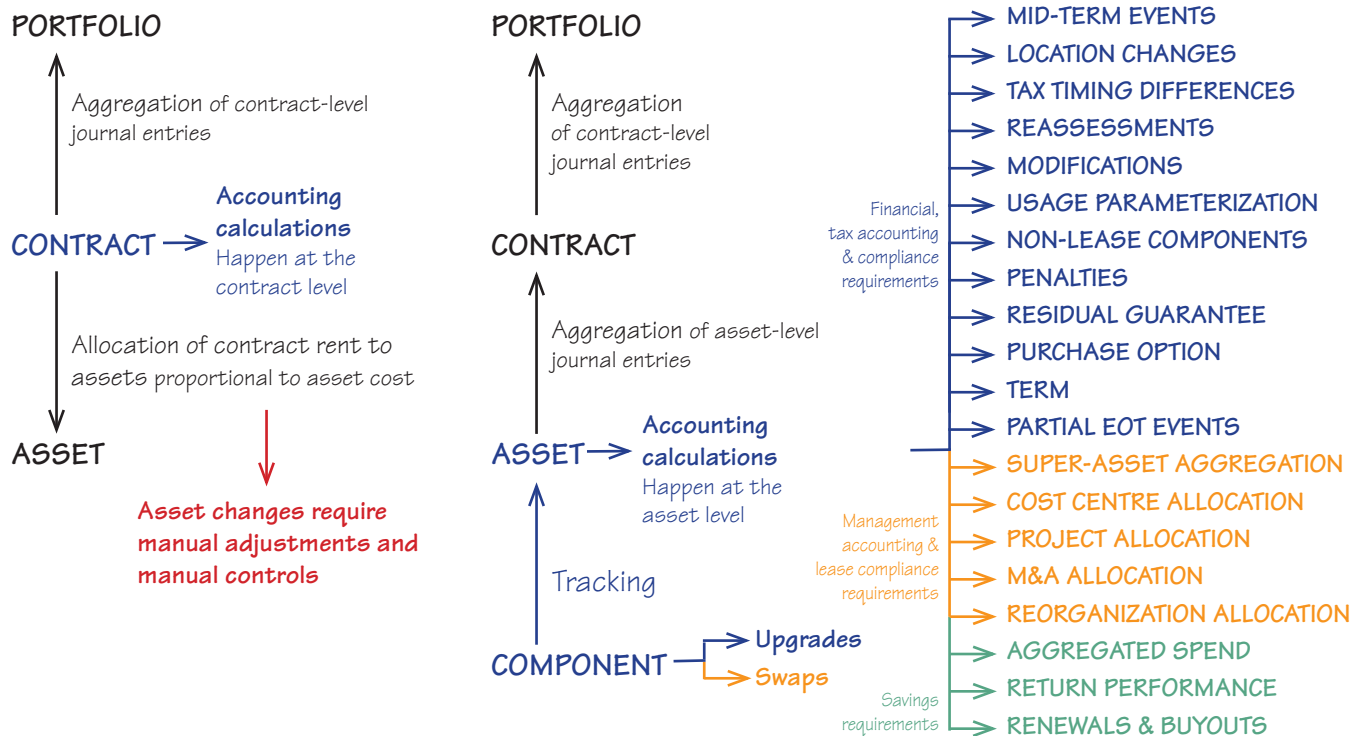 PORTFOLIO
Aggregation of contract-level
journal entries
CONTRACT
Accounting
calculations
Happen at the
contract level
Allocation of contract rent to
assets proportional to asset cost
ASSET
Asset changes require
manual adjustments and
manual controls
PORTFOLIO
Aggregation
of contract-level
journal entries
CONTRACT
Aggregation of asset-level
journal entries
ASSET
Accounting
calculations
Happen at the
asset level
Tracking
COMPONENT
Upgrades
Swaps
Financial,
tax accounting
& compliance
requirements
MID-TERM EVENTS
LOCATION CHANGES
TAX TIMING DIFFERENCES
REASSESSMENTS
MODIFICATIONS
USAGE PARAMETERIZATION
NON-LEASE COMPONENTS
PENALTIES
RESIDUAL GUARANTEE
PURCHASE OPTION
TERM
PARTIAL EOT EVENTS
Management
accounting &
lease compliance
requirements
SUPER-ASSET AGGREGATION
COST CENTRE ALLOCATION
PROJECT ALLOCATION
M&A ALLOCATION
REORGANIZATION ALLOCATION
Savings
requirements
AGGREGATED SPEND
RETURN PERFORMANCE
RENEWALS & BUYOUTS